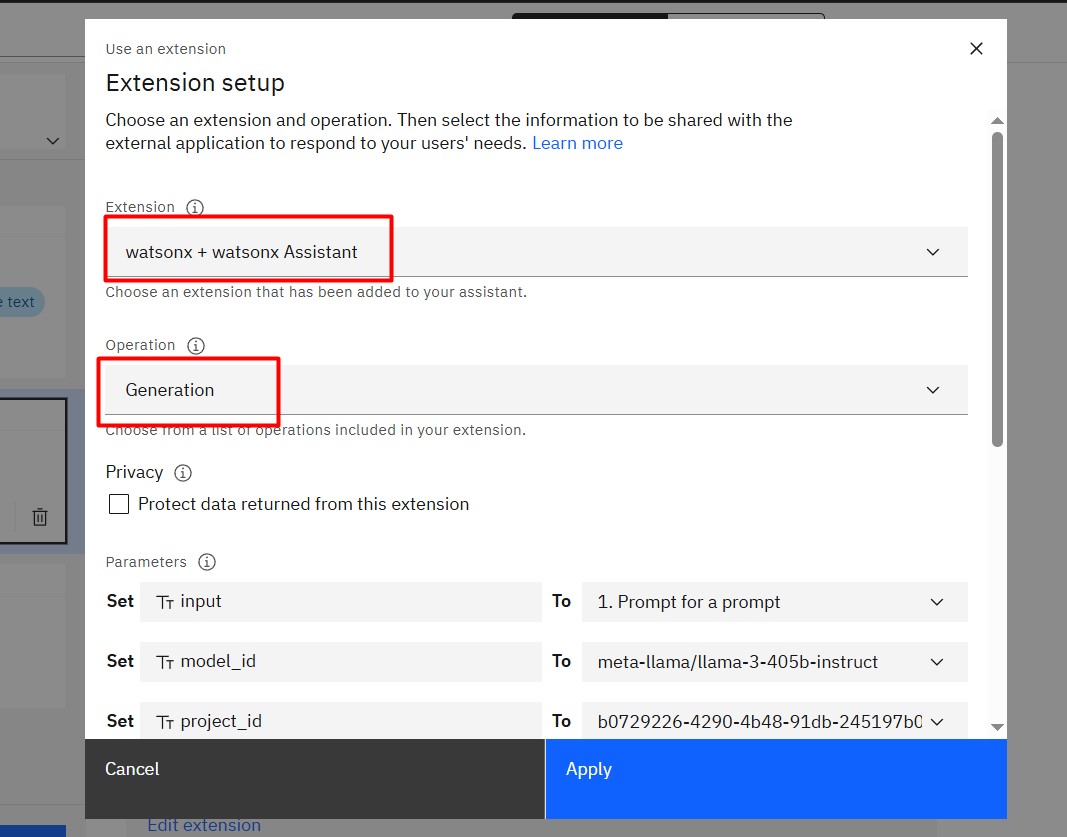 Use an extension
Extension setup
Choose an extension and operation. Then select the information to be shared with the
external application to respond to your users' needs. Learn more
Extension
watsonx + watsonx Assistant
Choose an extension that has been added to your assistant.
e text
Operation
Generation
Choose from a list of operations included in your extension.
Privacy
Protect data returned from this extension
Parameters
Set Tт input To 1. Prompt for a prompt
Set Tт model_id To meta-llama/llama-3-405b-instruct
Set Tт project_id To b0729226-4290-4b48-91db-245197b0
Cancel Apply
Edit extension